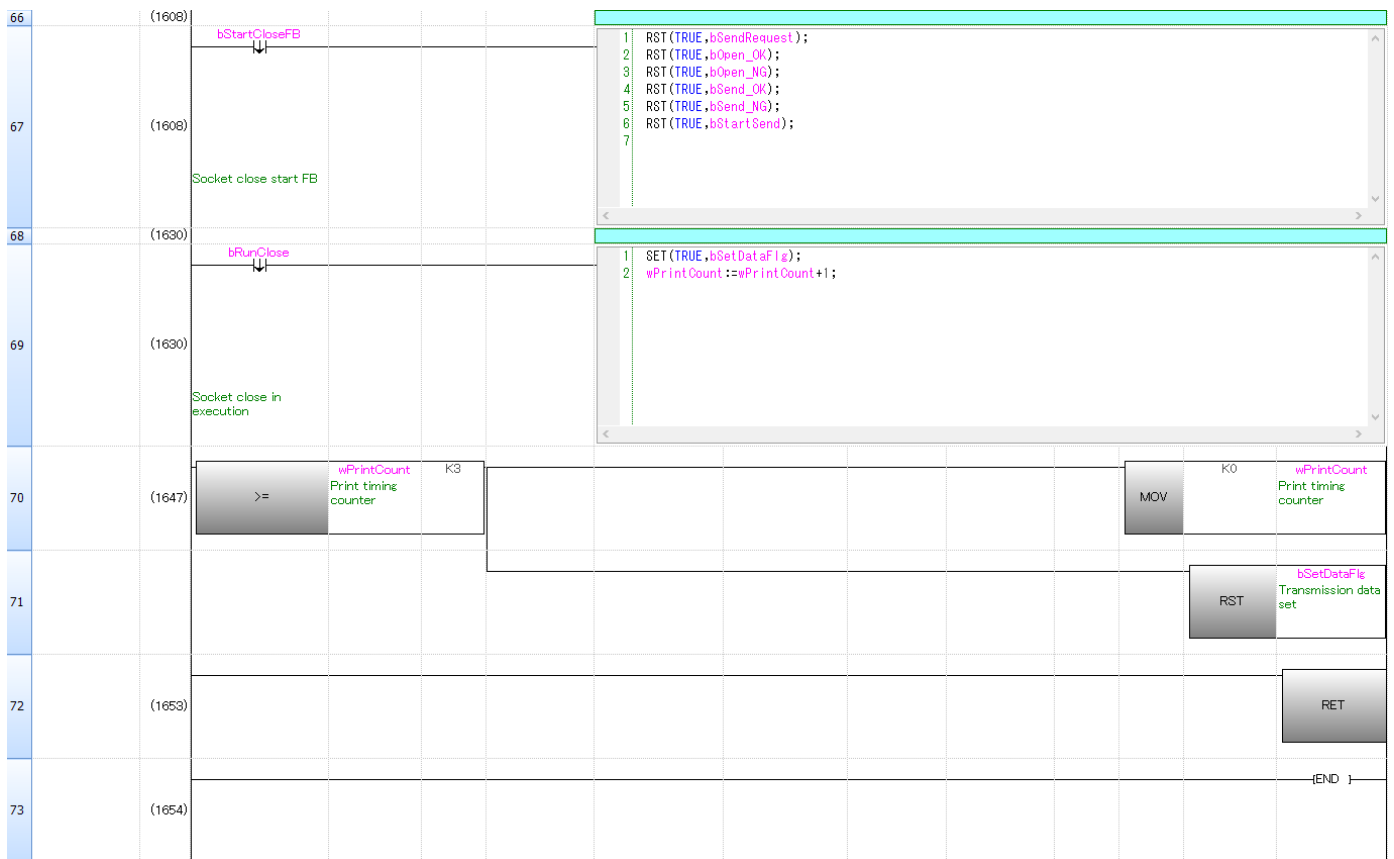 66 (1608)
bStartCloseFB
1 RST(TRUE,bSendRequest);
2 RST(TRUE,bOpen_OK);
3 RST(TRUE,bOpen_NG);
4 RST(TRUE,bSend_OK);
5 RST(TRUE,bSend_NG);
6 RST(TRUE,bStartSend);
7
67 (1608)
Socket close start FB
68 (1630)
bRunClose
1 SET(TRUE,bSetDataFlg);
2 wPrintCount:=wPrintCount+1;
69 (1630)
Socket close in
execution
70 (1647)
>=
wPrintCount
Print timing
counter
K3
MOV
K0
wPrintCount
Print timing
counter
71
RST
bSetDataFlg
Transmission data
set
72 (1653)
RET
73 (1654)
[END ]